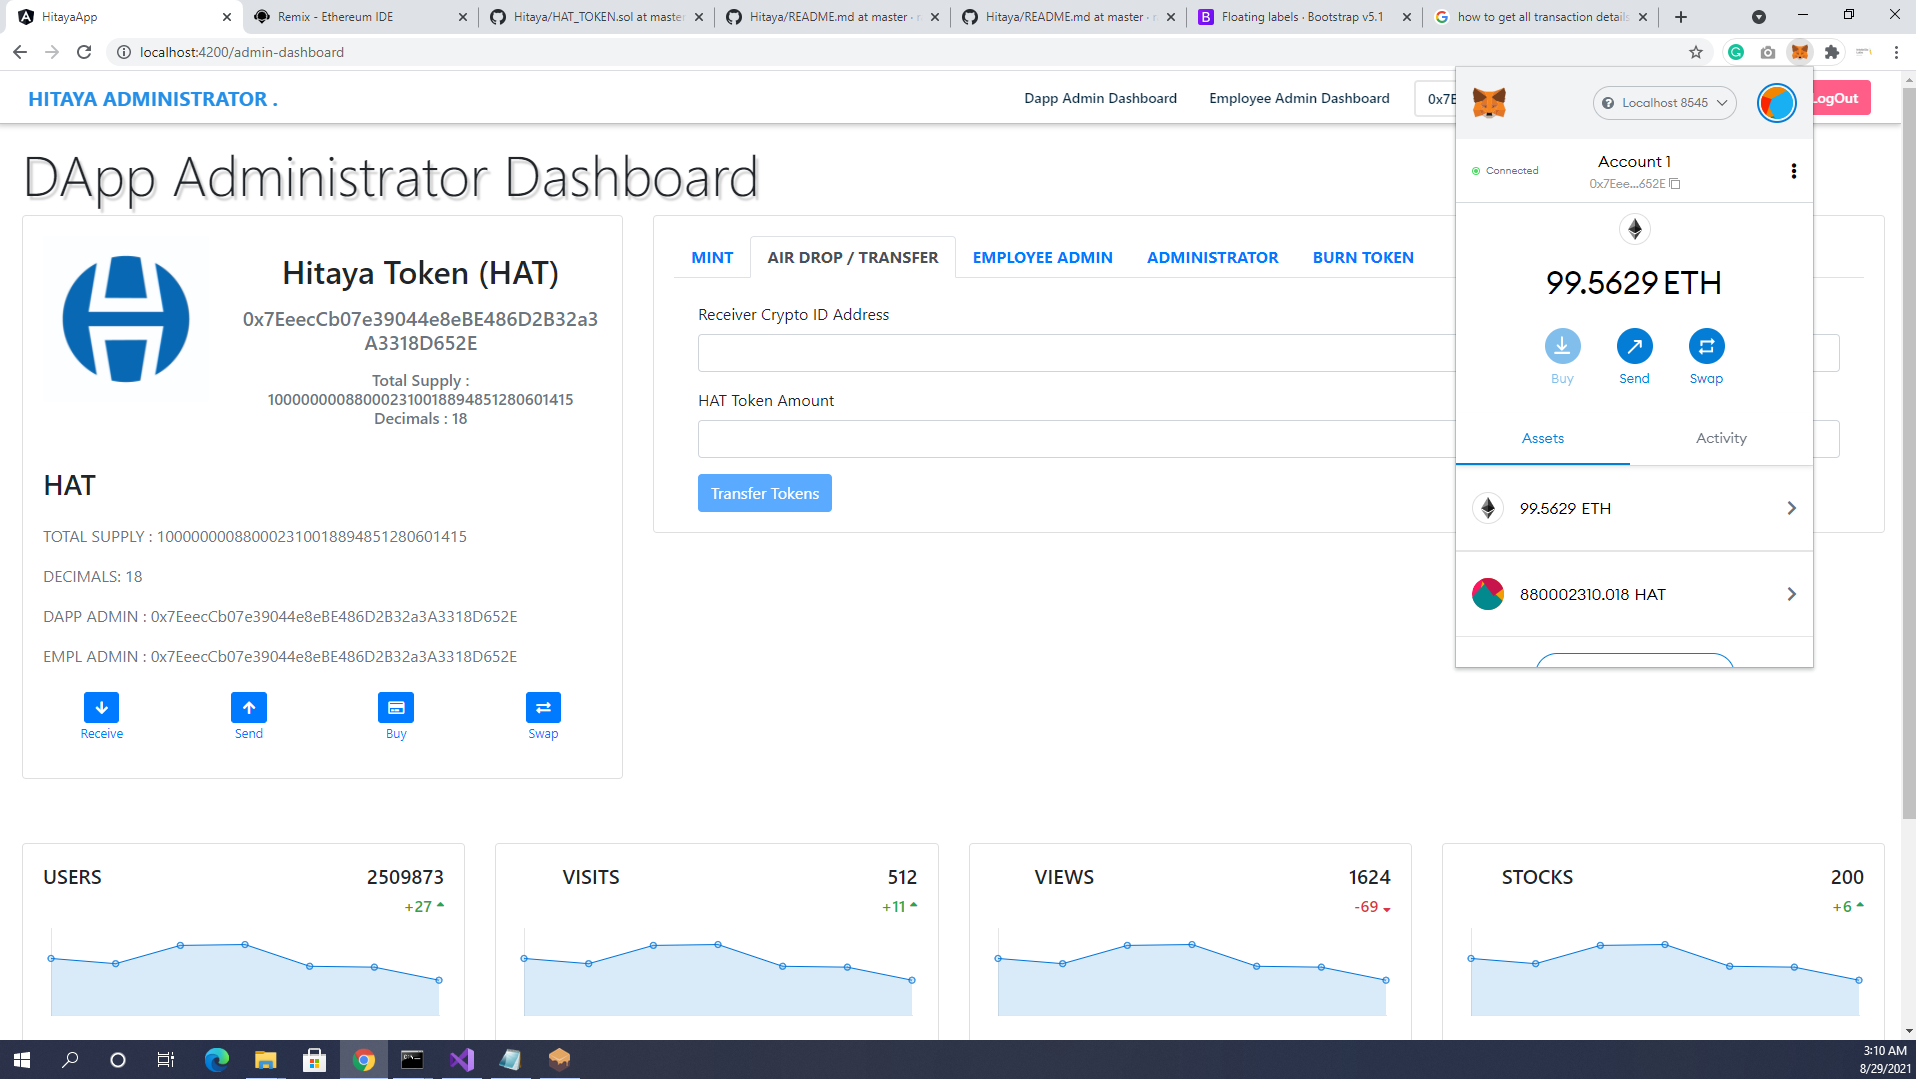 HitayaApp
Remix - Ethereum IDE
Hitaya/HAT_TOKEN.sol at master
Hitaya/README.md at master ·
Hitaya/README.md at master ·
B
Floating labels · Bootstrap v5.1
how to get all transaction details
localhost:4200/admin-dashboard
HITAYA ADMINISTRATOR .
Dapp Admin Dashboard
Employee Admin Dashboard
0x7E
LogOut
DApp Administrator Dashboard
Hitaya Token (HAT)
0x7EeecCb07e39044e8eBE486D2B32a3
A3318D652E
Total Supply :
1000000008800023100188948512806​01415
Decimals : 18
HAT
TOTAL SUPPLY : 1000000008800023100188948512806​01415
DECIMALS: 18
DAPP ADMIN : 0x7EeecCb07e39044e8eBE486D2B32a3A3318D652E
EMPL ADMIN : 0x7EeecCb07e39044e8eBE486D2B32a3A3318D652E
Receive
Send
Buy
Swap
MINT
AIR DROP / TRANSFER
EMPLOYEE ADMIN
ADMINISTRATOR
BURN TOKEN
Receiver Crypto ID Address
HAT Token Amount
Transfer Tokens
Localhost 8545
Connected
Account 1
0x7Eee...652E
99.5629 ETH
Buy
Send
Swap
Assets
Activity
99.5629 ETH
880002310.018 HAT
USERS
2509873
+27
VISITS
512
+11
VIEWS
1624
-69
STOCKS
200
+6
3:10 AM
8/29/2021